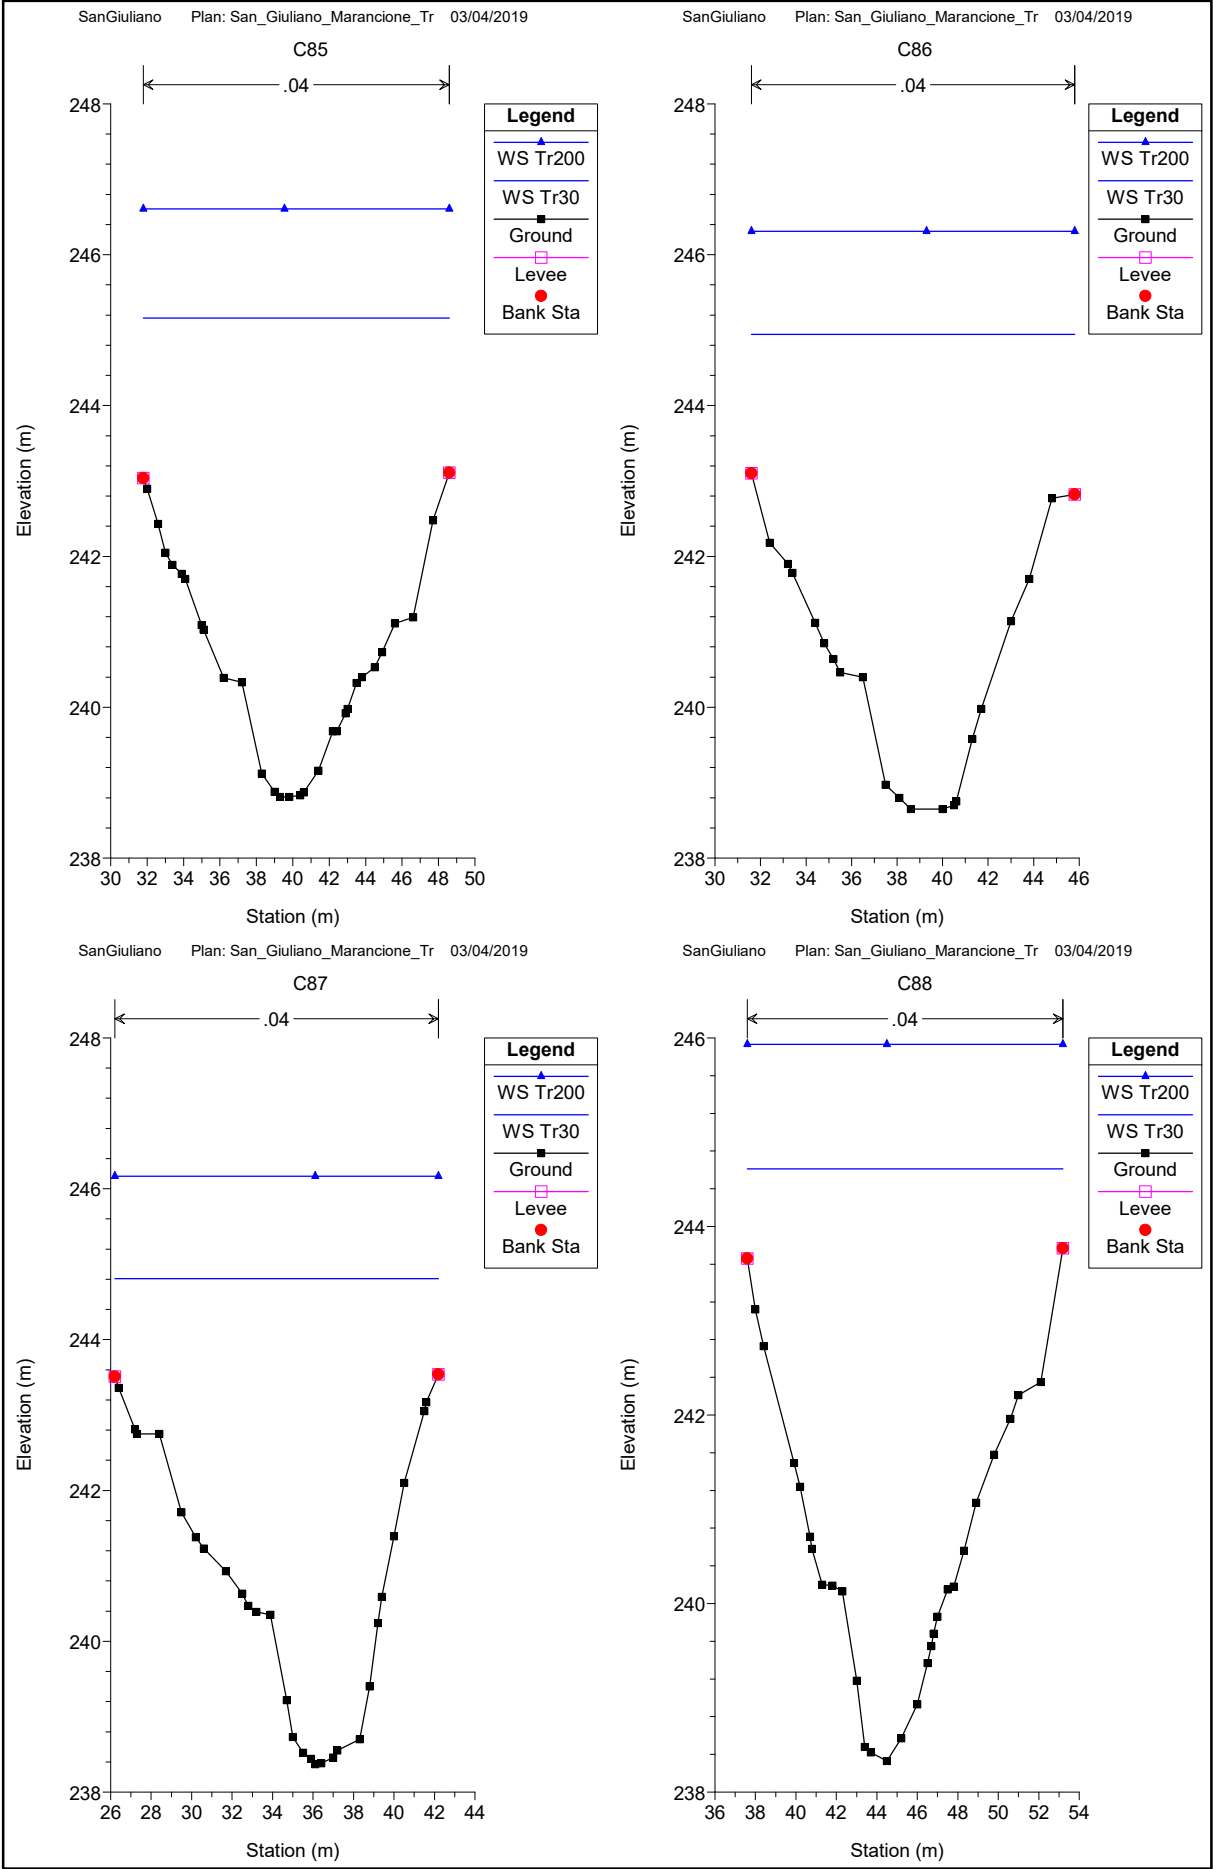 SanGiuliano Plan: San_Giuliano_Marancione_Tr 03/04/2019
C85
.04
248
246
244
242
240
238
Elevation (m)
30 32 34 36 38 40 42 44 46 48 50
Station (m)
Legend
WS Tr200
WS Tr30
Ground
Levee
Bank Sta
SanGiuliano Plan: San_Giuliano_Marancione_Tr 03/04/2019
C86
.04
248
246
244
242
240
238
Elevation (m)
30 32 34 36 38 40 42 44 46
Station (m)
Legend
WS Tr200
WS Tr30
Ground
Levee
Bank Sta
SanGiuliano Plan: San_Giuliano_Marancione_Tr 03/04/2019
C87
.04
248
246
244
242
240
238
Elevation (m)
26 28 30 32 34 36 38 40 42 44
Station (m)
Legend
WS Tr200
WS Tr30
Ground
Levee
Bank Sta
SanGiuliano Plan: San_Giuliano_Marancione_Tr 03/04/2019
C88
.04
246
244
242
240
238
Elevation (m)
36 38 40 42 44 46 48 50 52 54
Station (m)
Legend
WS Tr200
WS Tr30
Ground
Levee
Bank Sta